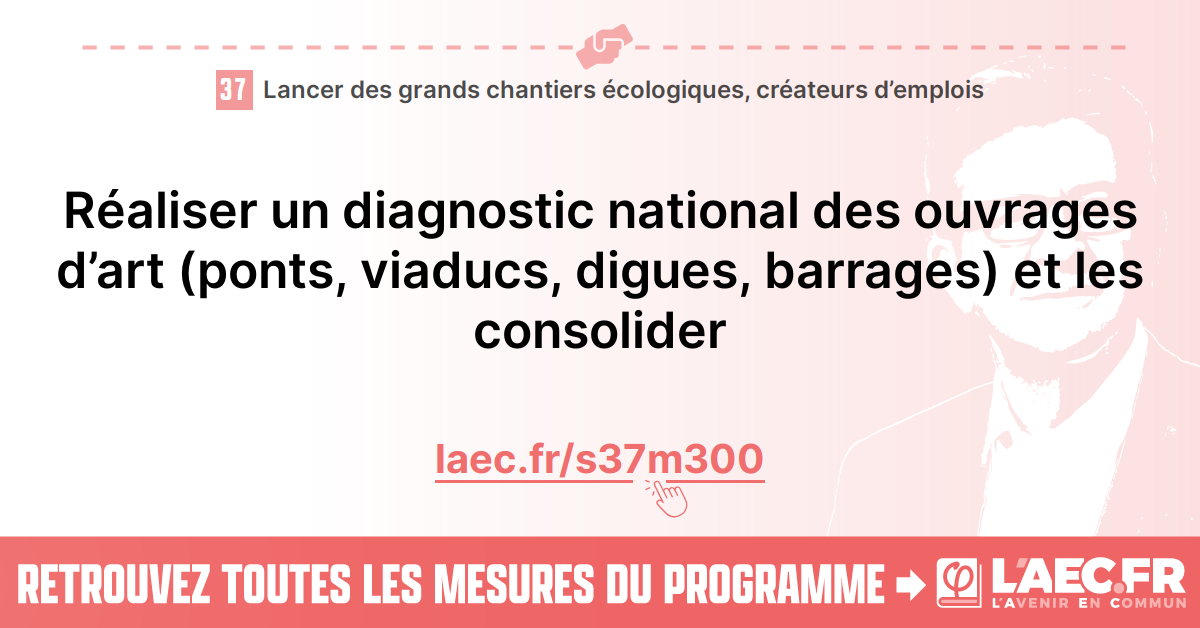 37 Lancer des grands chantiers écologiques, créateurs d’emplois
Réaliser un diagnostic national des ouvrages
d’art (ponts, viaducs, digues, barrages) et les
consolider
laec.fr/s37m300
RETROUVEZ TOUTES LES MESURES DU PROGRAMME
φ L'AEC.FR
L'AVENIR EN COMMUN